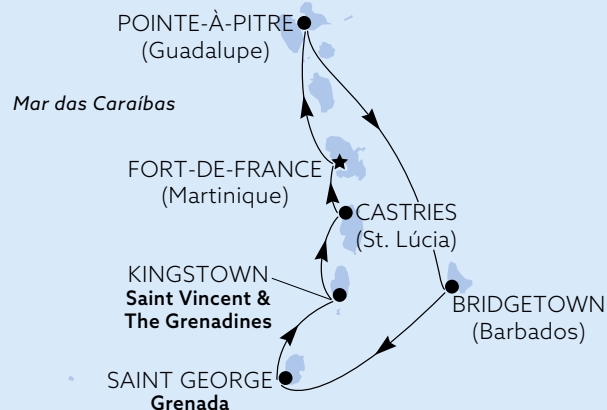 POINTE-À-PITRE
(Guadalupe)
Mar das Caraíbas
FORT-DE-FRANCE
(Martinique)
CASTRIES
(St. Lúcia)
KINGSTOWN
Saint Vincent &
The Grenadines
BRIDGETOWN
(Barbados)
SAINT GEORGE
Grenada